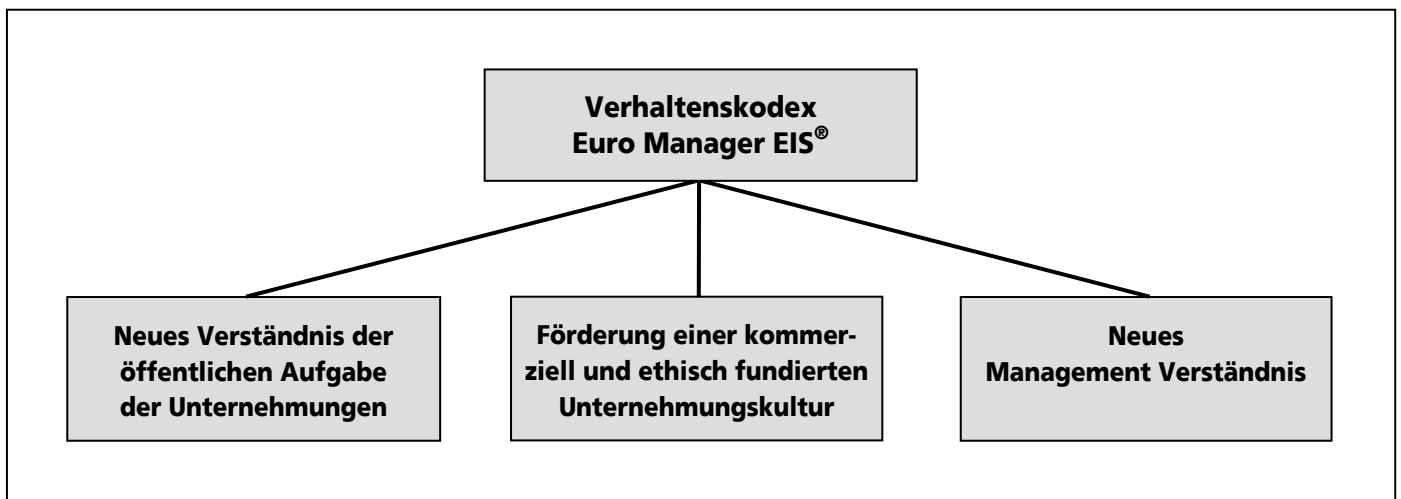 Verhaltenskodex
Euro Manager EIS®
Neues Verständnis der
öffentlichen Aufgabe
der Unternehmungen
Förderung einer kommer-
ziell und ethisch fundierten
Unternehmungskultur
Neues
Management Verständnis